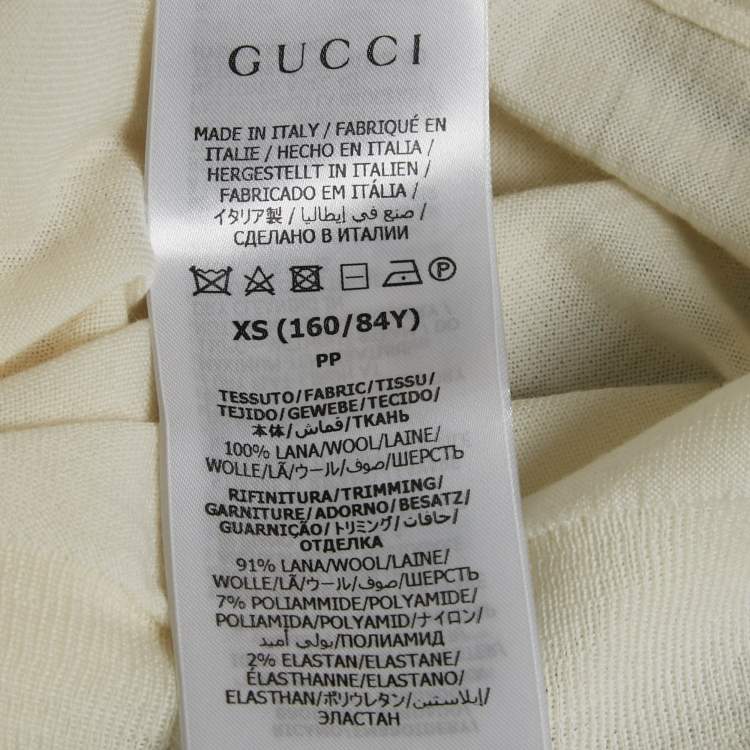 GUCCI
MADE IN ITALY / FABRIQUÉ EN
ITALIE / HECHO EN ITALIA /
HERGESTELLT IN ITALIEN /
FABRICADO EM ITÁLIA /
イタリア製 / صنع في إيطاليا /
СДЕЛАНО В ИТАЛИИ
P
XS (160/84Y)
PP
TESSUTO/FABRIC/TISSU/
TEJIDO/GEWEBE/TECIDO/
本体/قماش/ТКАНЬ
100% LANA/WOOL/LAINE/
WOLLE/LÃ/ウール/صوف/ШЕРСТЬ
RIFINITURA/TRIMMING/
GARNITURE/ADORNO/BESATZ/
GUARNIÇÃO/トリミング/حافات/
ОТДЕЛКА
91% LANA/WOOL/LAINE/
WOLLE/LÃ/ウール/صوف/ШЕРСТЬ
7% POLIAMMIDE/POLYAMIDE/
POLIAMIDA/POLYAMID/ナイロン/
بولي أميد/ПОЛИАМИД
2% ELASTAN/ELASTANE/
ÉLASTHANNE/ELASTANO/
ELASTHAN/ポリウレタン/إيلاستين/
ЭЛАСТАН